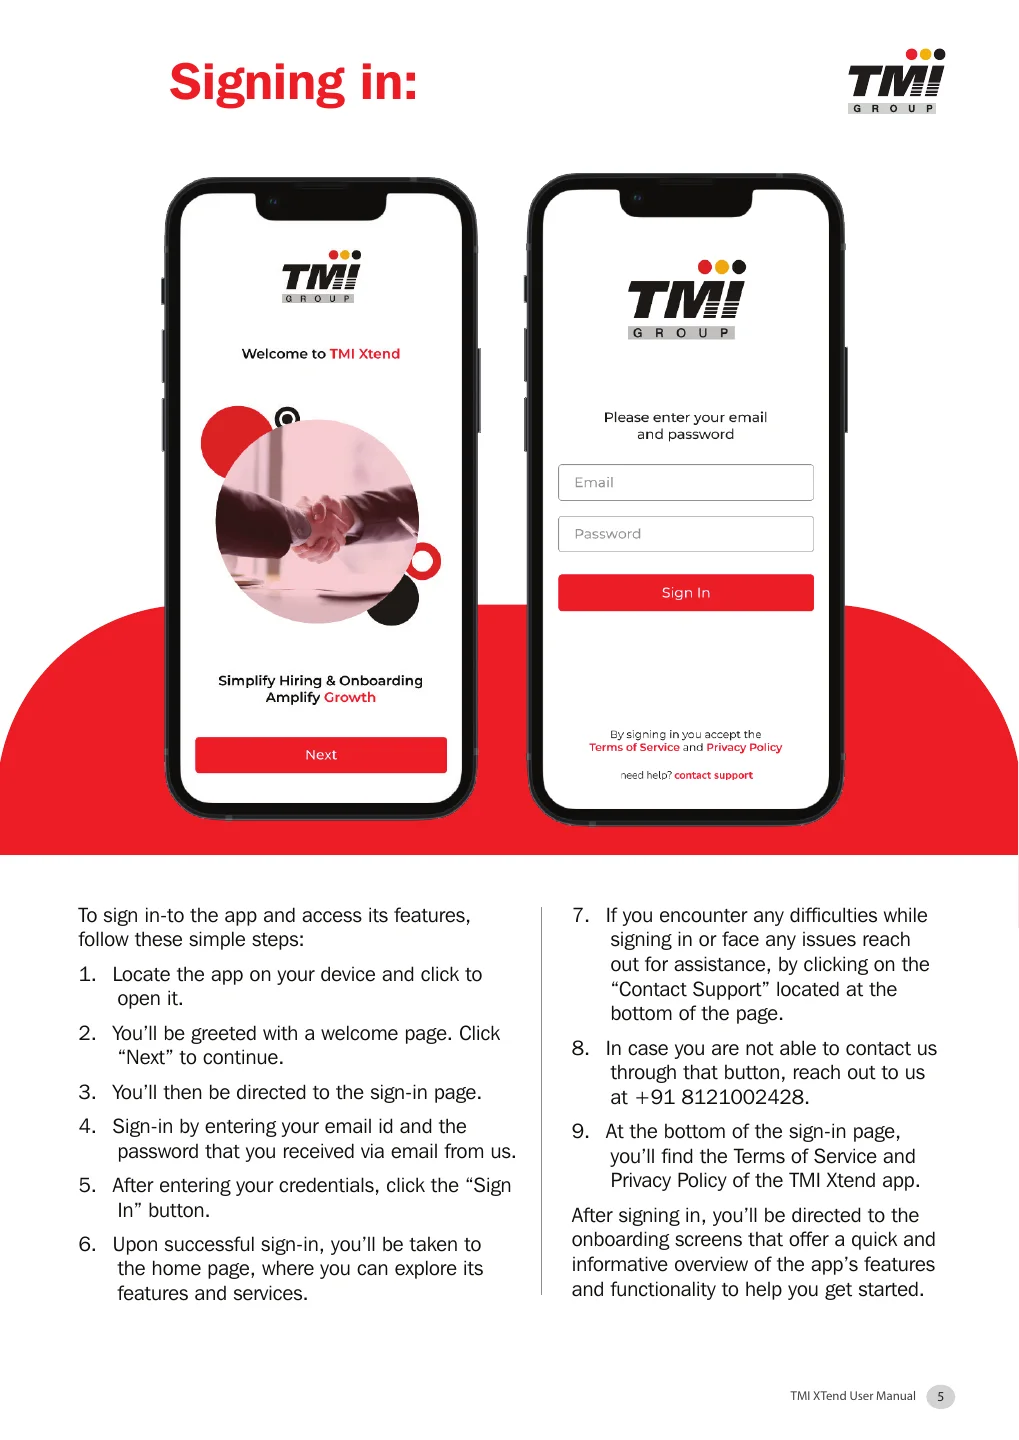 Signing in:
TMI
GROUP
TMI
GROUP
Welcome to TMI Xtend
Simplify Hiring & Onboarding
Amplify Growth
Next
TMI
GROUP
Please enter your email
and password
Email
Password
Sign In
By signing in you accept the
Terms of Service and Privacy Policy
need help? contact support
To sign in-to the app and access its features,
follow these simple steps:
1. Locate the app on your device and click to
open it.
2. You’ll be greeted with a welcome page. Click
“Next” to continue.
3. You’ll then be directed to the sign-in page.
4. Sign-in by entering your email id and the
password that you received via email from us.
5. After entering your credentials, click the “Sign
In” button.
6. Upon successful sign-in, you’ll be taken to
the home page, where you can explore its
features and services.
7. If you encounter any difficulties while
signing in or face any issues reach
out for assistance, by clicking on the
“Contact Support” located at the
bottom of the page.
8. In case you are not able to contact us
through that button, reach out to us
at +91 8121002428.
9. At the bottom of the sign-in page,
you’ll find the Terms of Service and
Privacy Policy of the TMI Xtend app.
After signing in, you’ll be directed to the
onboarding screens that offer a quick and
informative overview of the app’s features
and functionality to help you get started.
TMI XTend User Manual 5